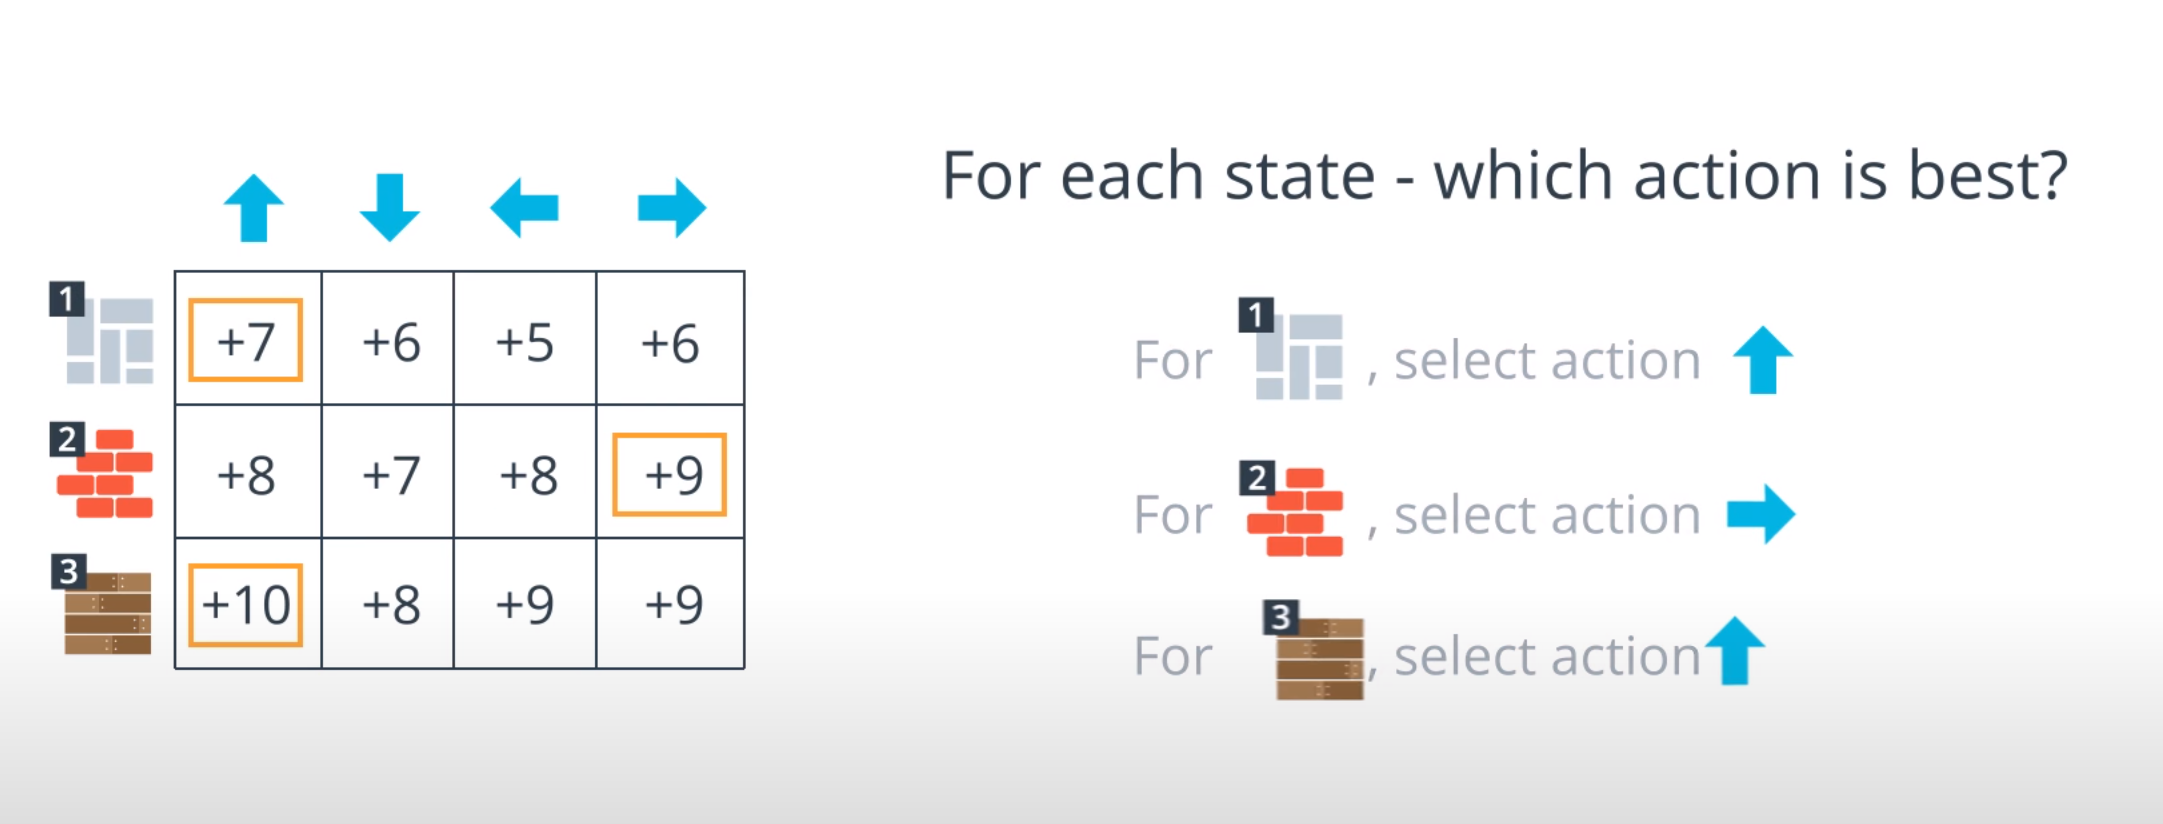 For each state - which action is best?
1 +7 +6 +5 +6
2 +8 +7 +8 +9
3 +10 +8 +9 +9
For 1 , select action
For 2 , select action
For 3 , select action